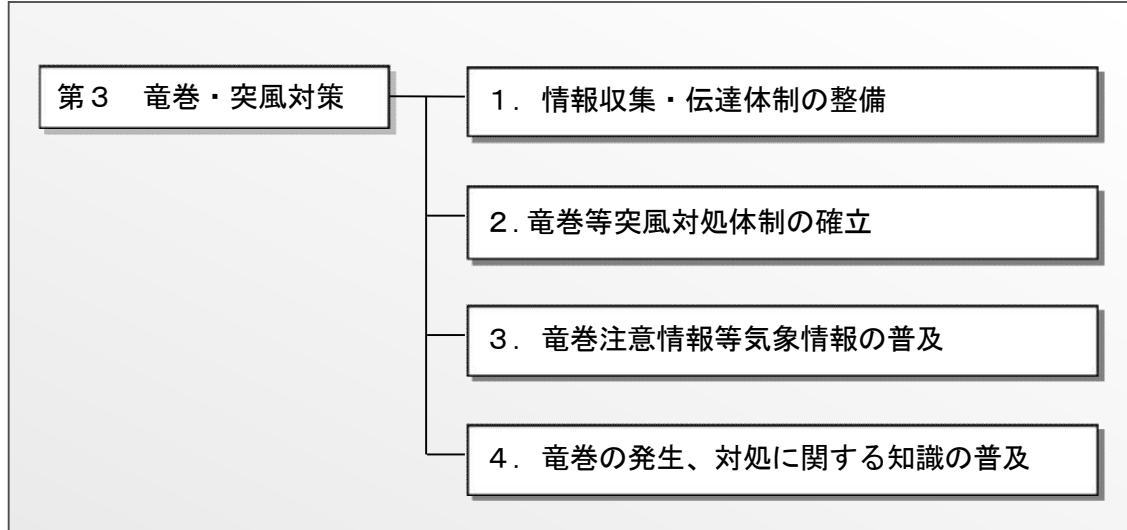 第３　竜巻・突風対策
１．情報収集・伝達体制の整備
２．竜巻等突風対処体制の確立
３．竜巻注意情報等気象情報の普及
４．竜巻の発生、対処に関する知識の普及